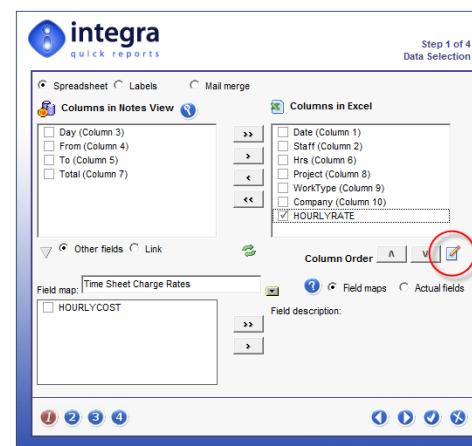 integra
quick reports
Step 1 of 4
Data Selection
Spreadsheet Labels Mail merge
Columns in Notes View
Columns in Excel
Day (Column 3)
From (Column 4)
To (Column 5)
Total (Column 7)
>>
>
<
<<
Date (Column 1)
Staff (Column 2)
Hrs (Column 6)
Project (Column 8)
WorkType (Column 9)
Company (Column 10)
HOURLYRATE
Other fields Link
Column Order
Field map: Time Sheet Charge Rates
? Field maps Actual fields
HOURLYCOST
>>
>
Field description:
1 2 3 4